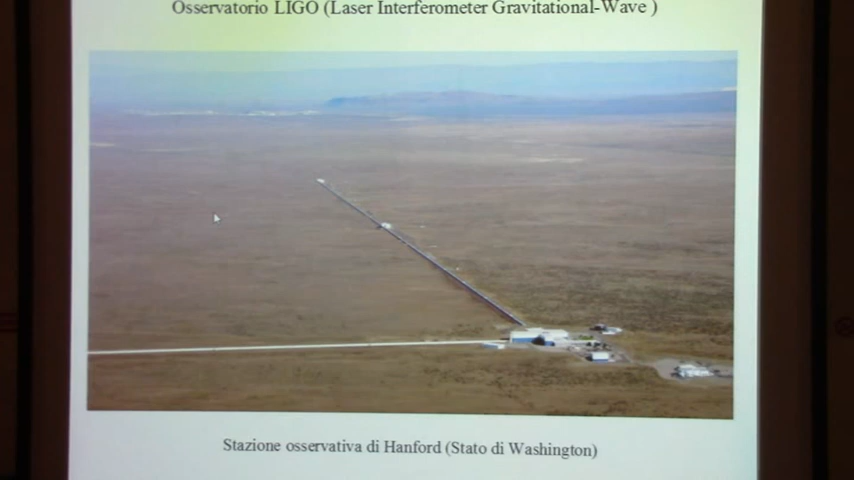 Osservatorio LIGO (Laser Interferometer Gravitational-Wave )
Stazione osservativa di Hanford (Stato di Washington)